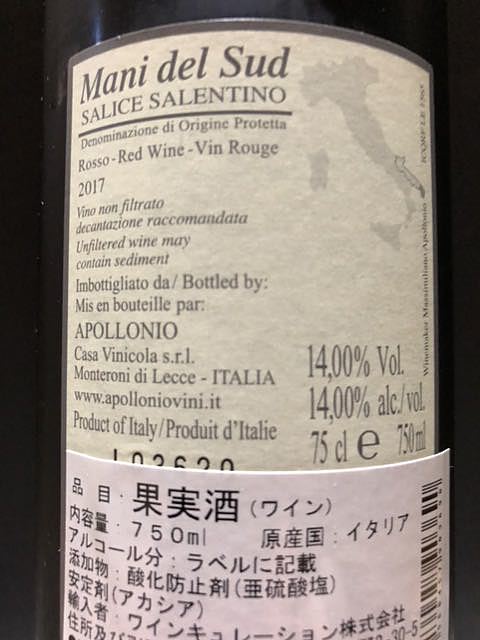 Mani del Sud
SALICE SALENTINO
Denominazione di Origine Protetta
Rosso - Red Wine - Vin Rouge
2017
Vino non filtrato
decantazione raccomandata
Unfiltered wine may
contain sediment
Imbottigliato da / Bottled by:
Mis en bouteille par:
APOLLONIO
Casa Vinicola s.r.l.
Monteroni di Lecce - ITALIA
www.apolloniovini.it
Product of Italy / Produit d'Italie
14,00% Vol.
14,00% alc./vol.
75 cl e 750 ml
Winemaker Massimiliano Apollonio
品目・果実酒(ワイン)
内容量:750ml 原産国:イタリア
アルコール分:ラベルに記載
添加物:酸化防止剤(亜硫酸塩)
安定剤(アカシア)
輸入者:ワインキュレーション株式会社